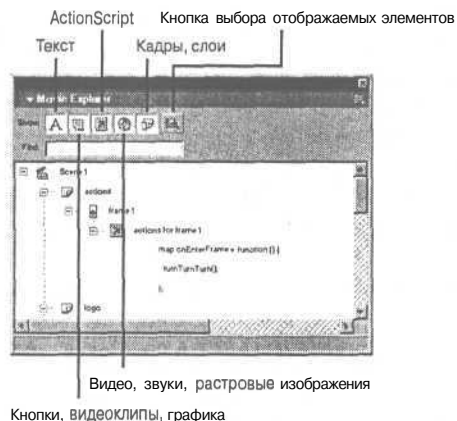 ActionScript Кнопка выбора отображаемых элементов
Текст Кадры, слои
Movie Explorer
Show: A
Find:
Scene 1
actions
frame 1
actions for frame 1
map.onEnterFrame = function () {
turnTurnTurn();
};
logo
Видео, звуки, растровые изображения
Кнопки, видеоклипы, графика